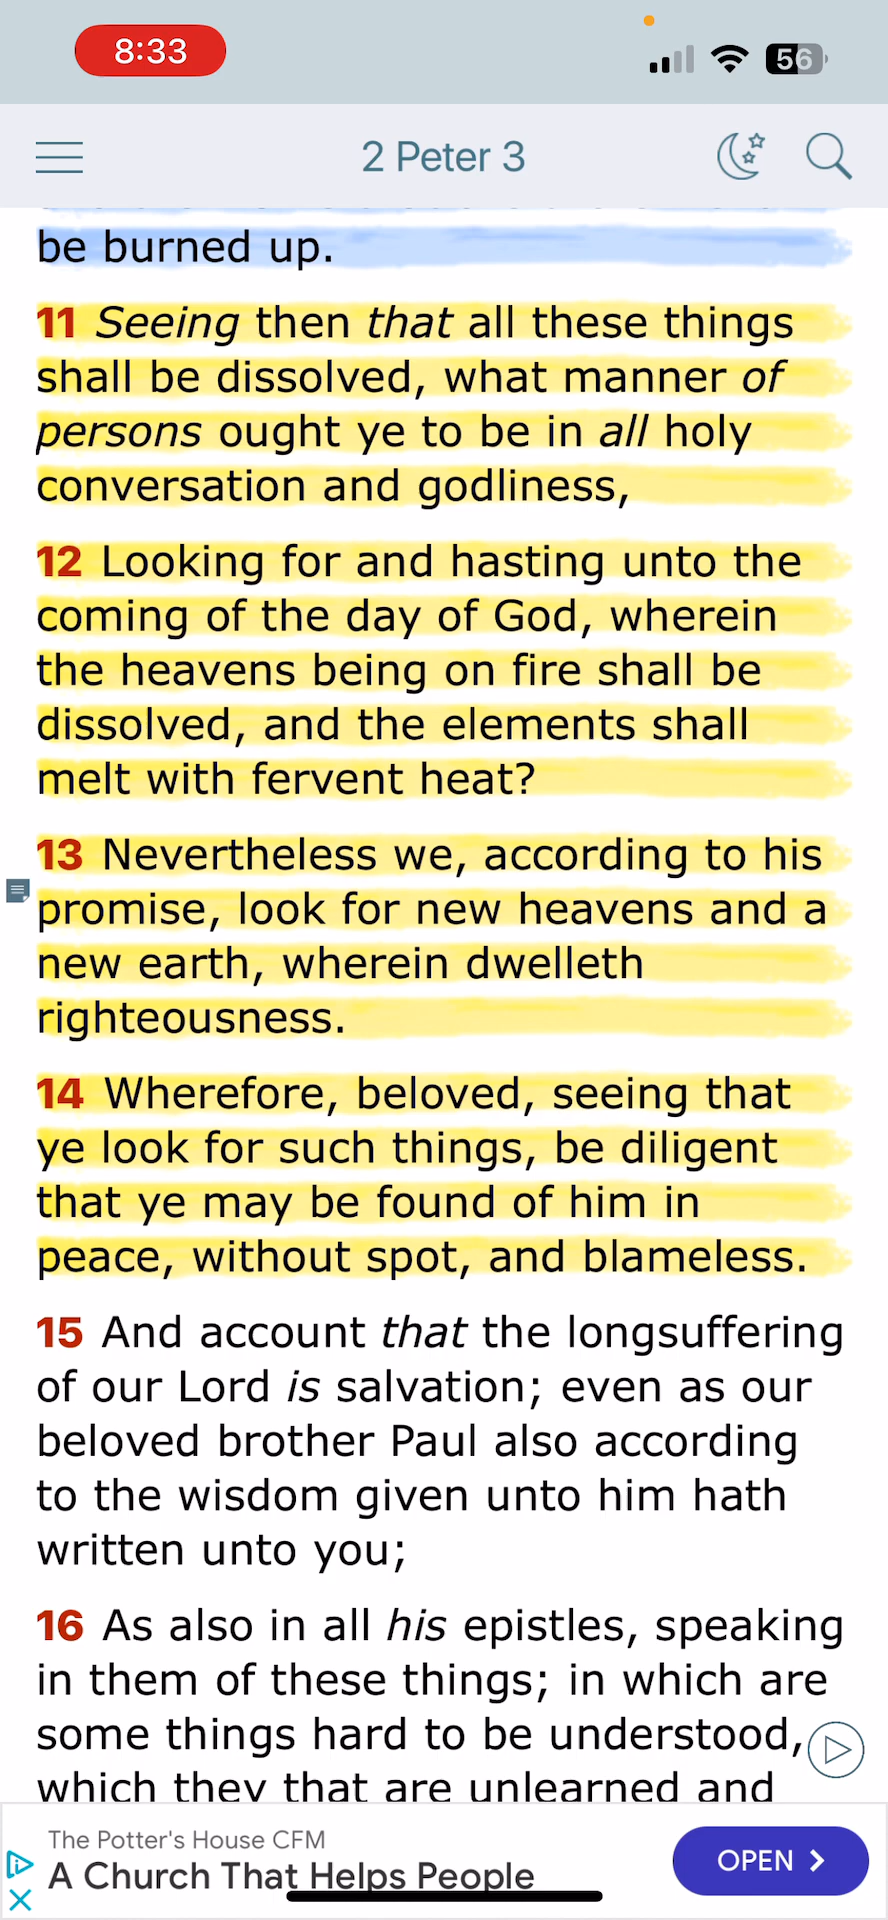 8:33
56
2 Peter 3
be burned up.
11 Seeing then that all these things
shall be dissolved, what manner of
persons ought ye to be in all holy
conversation and godliness,
12 Looking for and hasting unto the
coming of the day of God, wherein
the heavens being on fire shall be
dissolved, and the elements shall
melt with fervent heat?
13 Nevertheless we, according to his
promise, look for new heavens and a
new earth, wherein dwelleth
righteousness.
14 Wherefore, beloved, seeing that
ye look for such things, be diligent
that ye may be found of him in
peace, without spot, and blameless.
15 And account that the longsuffering
of our Lord is salvation; even as our
beloved brother Paul also according
to the wisdom given unto him hath
written unto you;
16 As also in all his epistles, speaking
in them of these things; in which are
some things hard to be understood,
which they that are unlearned and
The Potter's House CFM
A Church That Helps People
OPEN